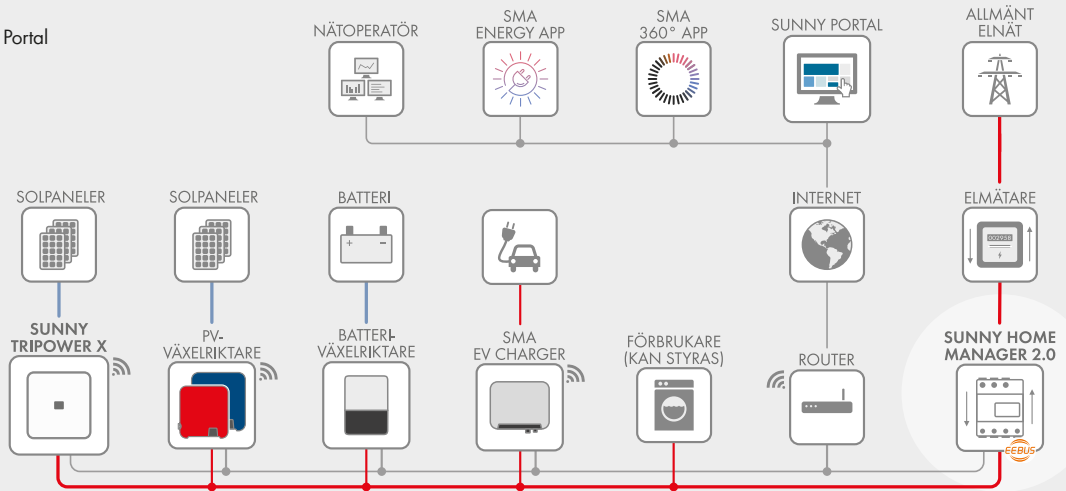 Portal
NÄTOPERATÖR
SMA
ENERGY APP
SMA
360° APP
SUNNY PORTAL
ALLMÄNT
ELNÄT
SOLPANELER
SOLPANELER
BATTERI
INTERNET
ELMÄTARE
SUNNY
TRIPOWER X
PV-
VÄXELRIKTARE
BATTERI-
VÄXELRIKTARE
SMA
EV CHARGER
FÖRBRUKARE
(KAN STYRAS)
ROUTER
SUNNY HOME
MANAGER 2.0
EEBUS